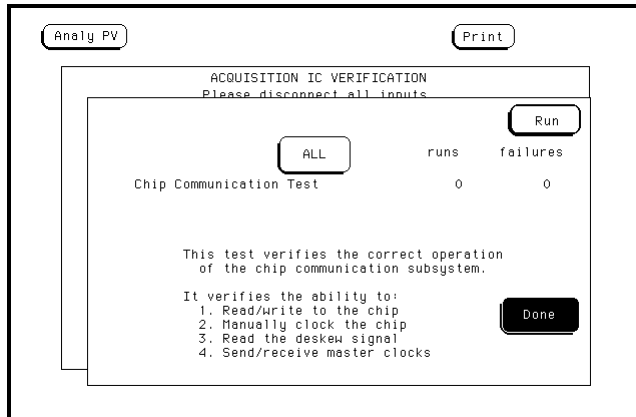 Analy PV Print
ACQUISITION IC VERIFICATION
Please disconnect all inputs
Run
ALL runs failures
Chip Communication Test 0 0
This test verifies the correct operation
of the chip communication subsystem.
It verifies the ability to:
1. Read/write to the chip
2. Manually clock the chip
3. Read the deskew signal
4. Send/receive master clocks
Done